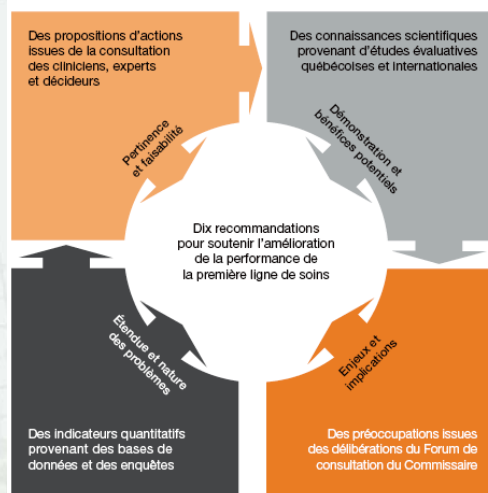 Des propositions d'actions
issues de la consultation
des cliniciens, experts
et décideurs
Des connaissances scientifiques
provenant d'études évaluatives
québécoises et internationales
Pertinence
et faisabilité
Démonstration et
bénéfices potentiels
Dix recommandations
pour soutenir l'amélioration
de la performance de
la première ligne de soins
Étendue et nature
des problèmes
Enjeux et
implications
Des indicateurs quantitatifs
provenant des bases de
données et des enquêtes
Des préoccupations issues
des délibérations du Forum de
consultation du Commissaire